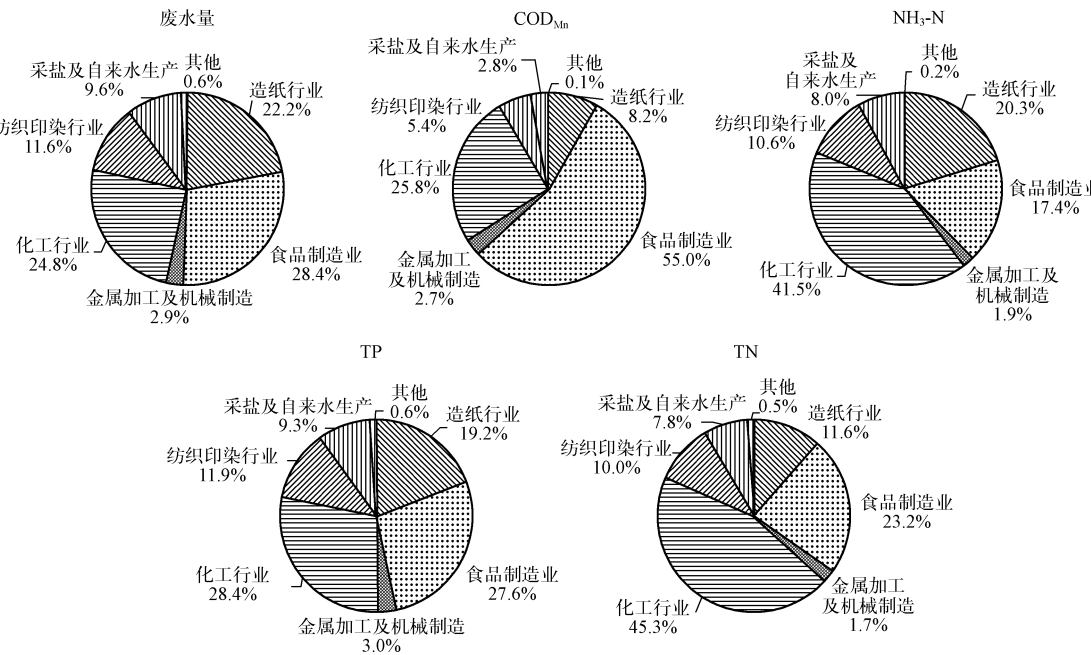 废水量
采盐及自来水生产
9.6%
其他
0.6%
造纸行业
22.2%
纺织印染行业
11.6%
化工行业
24.8%
食品制造业
28.4%
金属加工及机械制造
2.9%
COD_Mn
采盐及自来水生产
2.8%
其他
0.1%
造纸行业
8.2%
纺织印染行业
5.4%
化工行业
25.8%
食品制造业
55.0%
金属加工
及机械制造
2.7%
NH₃-N
采盐及
自来水生产
8.0%
其他
0.2%
造纸行业
20.3%
纺织印染行业
10.6%
食品制造业
17.4%
化工行业
41.5%
金属加工及
机械制造
1.9%
TP
采盐及自来水生产
9.3%
其他
0.6%
造纸行业
19.2%
纺织印染行业
11.9%
化工行业
28.4%
食品制造业
27.6%
金属加工及机械制造
3.0%
TN
采盐及自来水生产
7.8%
其他
0.5%
造纸行业
11.6%
纺织印染行业
10.0%
食品制造业
23.2%
化工行业
45.3%
金属加工
及机械制造
1.7%